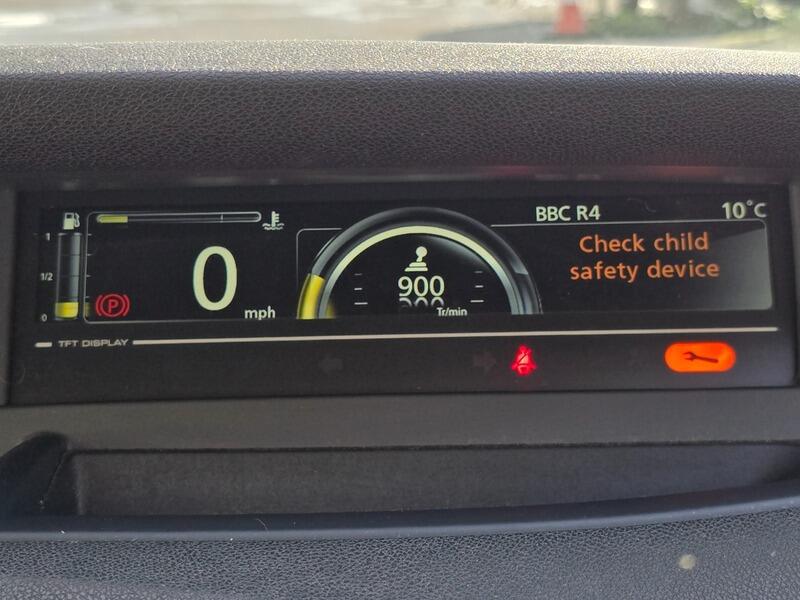 BBC R4
10°C
Check child
safety device
1
1/2
0
P
0
mph
900
Tr/min
TFT DISPLAY